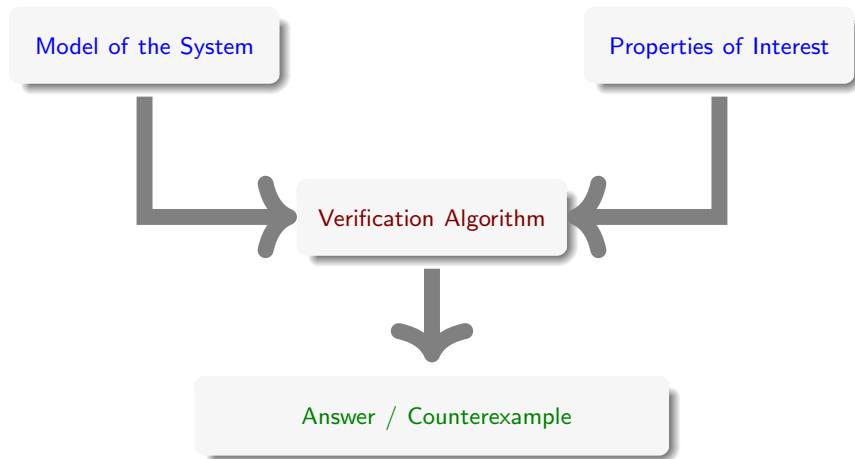 Model of the System
Properties of Interest
Verification Algorithm
Answer / Counterexample